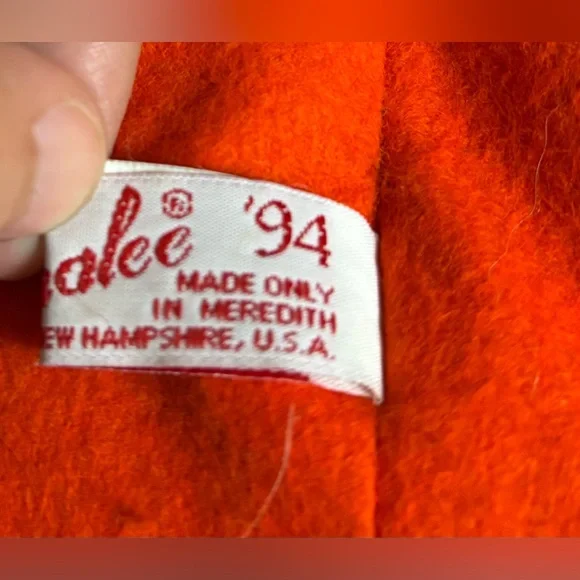 alee ® '94
MADE ONLY
IN MEREDITH
EW HAMPSHIRE, U.S.A.